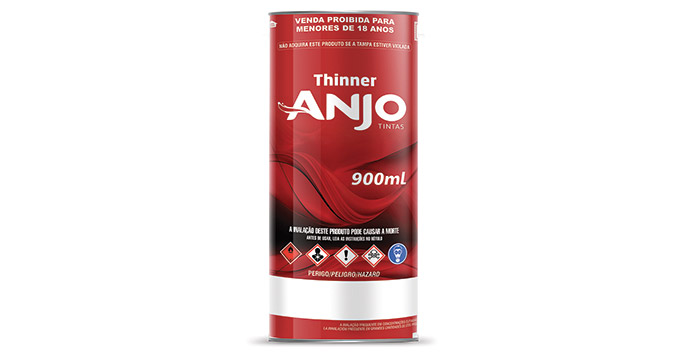 VENDA PROIBIDA PARA
MENORES DE 18 ANOS
NÃO ADQUIRA ESTE PRODUTO SE A TAMPA ESTIVER VIOLADA
Thinner
ANJO
TINTAS
900mL
A INALAÇÃO DESTE PRODUTO PODE CAUSAR A MORTE
ANTES DE USAR, LEIA AS INSTRUÇÕES NO RÓTULO
PERIGO/PELIGRO/HAZARD